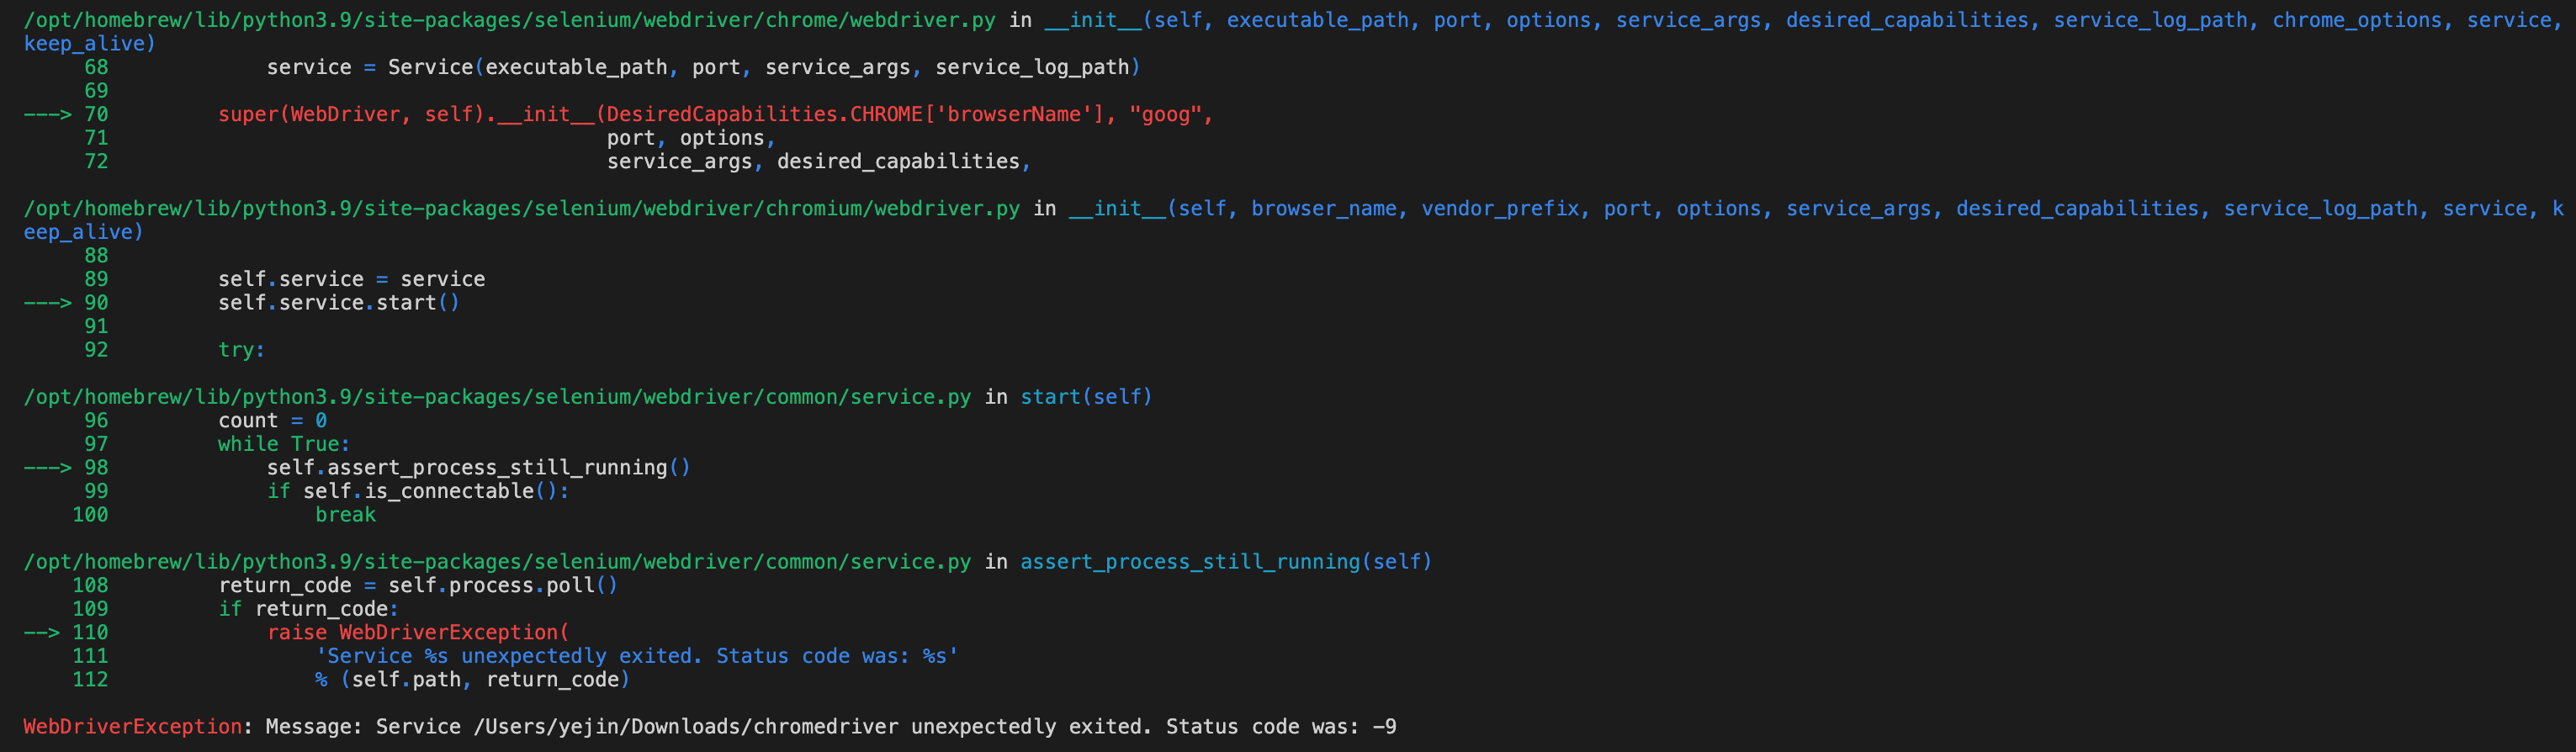 /opt/homebrew/lib/python3.9/site-packages/selenium/webdriver/chrome/webdriver.py in __init__(self, executable_path, port, options, service_args, desired_capabilities, service_log_path, chrome_options, service,
keep_alive)
     68             service = Service(executable_path, port, service_args, service_log_path)
     69
---> 70         super(WebDriver, self).__init__(DesiredCapabilities.CHROME['browserName'], "goog",
     71                                         port, options,
     72                                         service_args, desired_capabilities,
/opt/homebrew/lib/python3.9/site-packages/selenium/webdriver/chromium/webdriver.py in __init__(self, browser_name, vendor_prefix, port, options, service_args, desired_capabilities, service_log_path, service, k
eep_alive)
     88
     89         self.service = service
---> 90         self.service.start()
     91
     92         try:
/opt/homebrew/lib/python3.9/site-packages/selenium/webdriver/common/service.py in start(self)
     96         count = 0
     97         while True:
---> 98             self.assert_process_still_running()
     99             if self.is_connectable():
    100                 break
/opt/homebrew/lib/python3.9/site-packages/selenium/webdriver/common/service.py in assert_process_still_running(self)
    108         return_code = self.process.poll()
    109         if return_code:
--> 110             raise WebDriverException(
    111                 'Service %s unexpectedly exited. Status code was: %s'
    112                 % (self.path, return_code)
WebDriverException: Message: Service /Users/yejin/Downloads/chromedriver unexpectedly exited. Status code was: -9